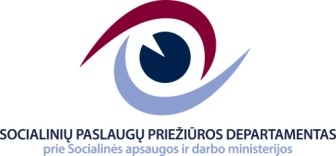 SOCIALINIŲ PASLAUGŲ PRIEŽIŪROS DEPARTAMENTAS
prie Socialinės apsaugos ir darbo ministerijos